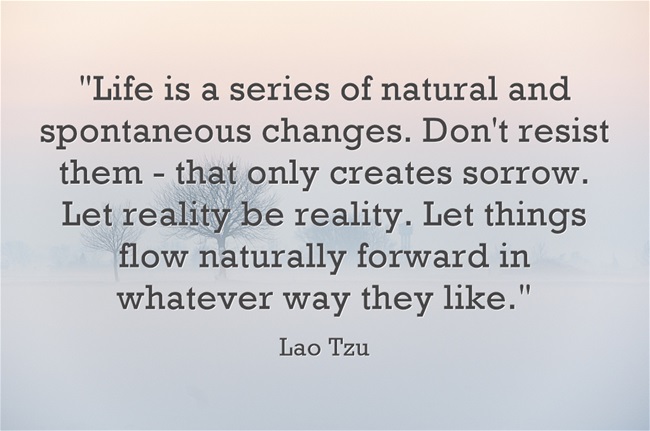 "Life is a series of natural and
spontaneous changes. Don't resist
them - that only creates sorrow.
Let reality be reality. Let things
flow naturally forward in
whatever way they like."
Lao Tzu